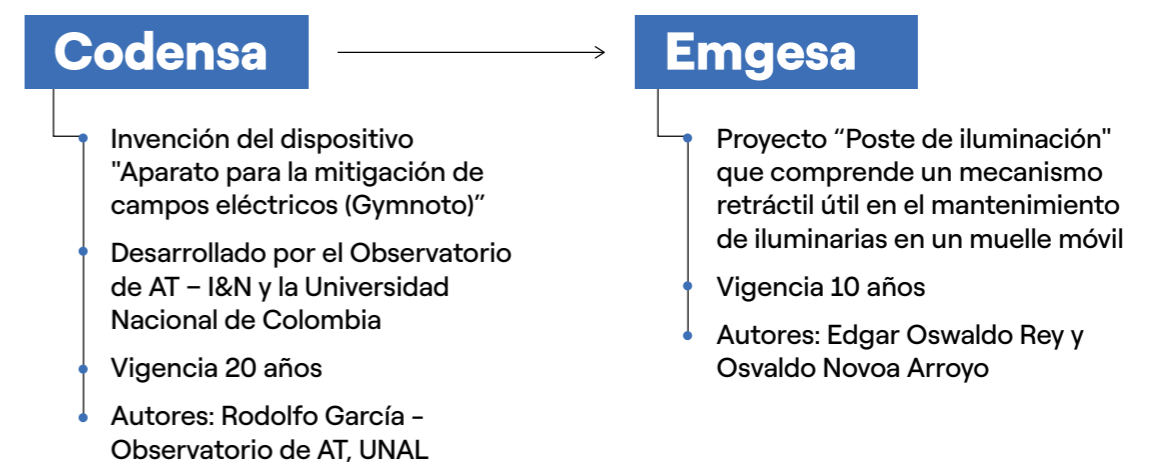 Codensa
Invención del dispositivo
"Aparato para la mitigación de
campos eléctricos (Gymnoto)”
Desarrollado por el Observatorio
de AT – I&N y la Universidad
Nacional de Colombia
Vigencia 20 años
Autores: Rodolfo García -
Observatorio de AT, UNAL
Emgesa
Proyecto “Poste de iluminación"
que comprende un mecanismo
retráctil útil en el mantenimiento
de iluminarias en un muelle móvil
Vigencia 10 años
Autores: Edgar Oswaldo Rey y
Osvaldo Novoa Arroyo